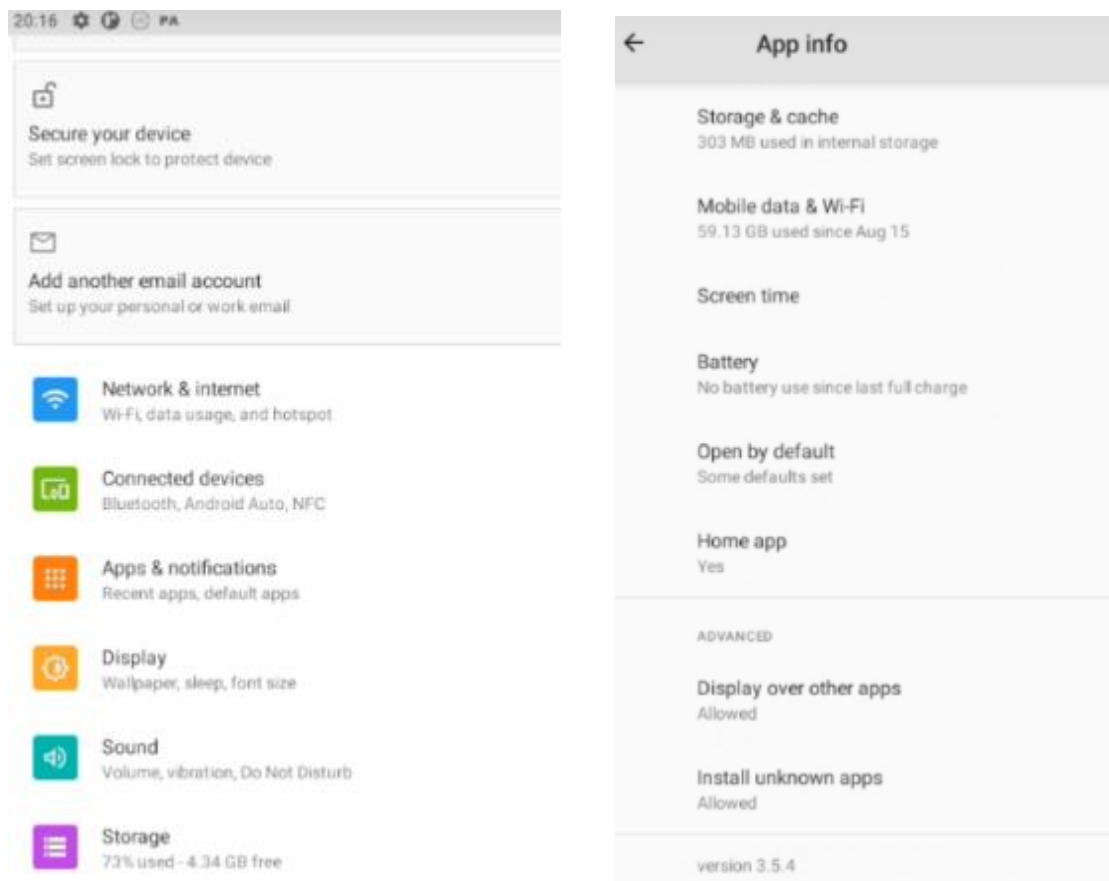 20:16 PA
Secure your device
Set screen lock to protect device
Add another email account
Set up your personal or work email
Network & internet
Wi-Fi, data usage, and hotspot
Connected devices
Bluetooth, Android Auto, NFC
Apps & notifications
Recent apps, default apps
Display
Wallpaper, sleep, font size
Sound
Volume, vibration, Do Not Disturb
Storage
73% used - 4.34 GB free
App info
Storage & cache
303 MB used in internal storage
Mobile data & Wi-Fi
59.13 GB used since Aug 15
Screen time
Battery
No battery use since last full charge
Open by default
Some defaults set
Home app
Yes
ADVANCED
Display over other apps
Allowed
Install unknown apps
Allowed
version 3.5.4